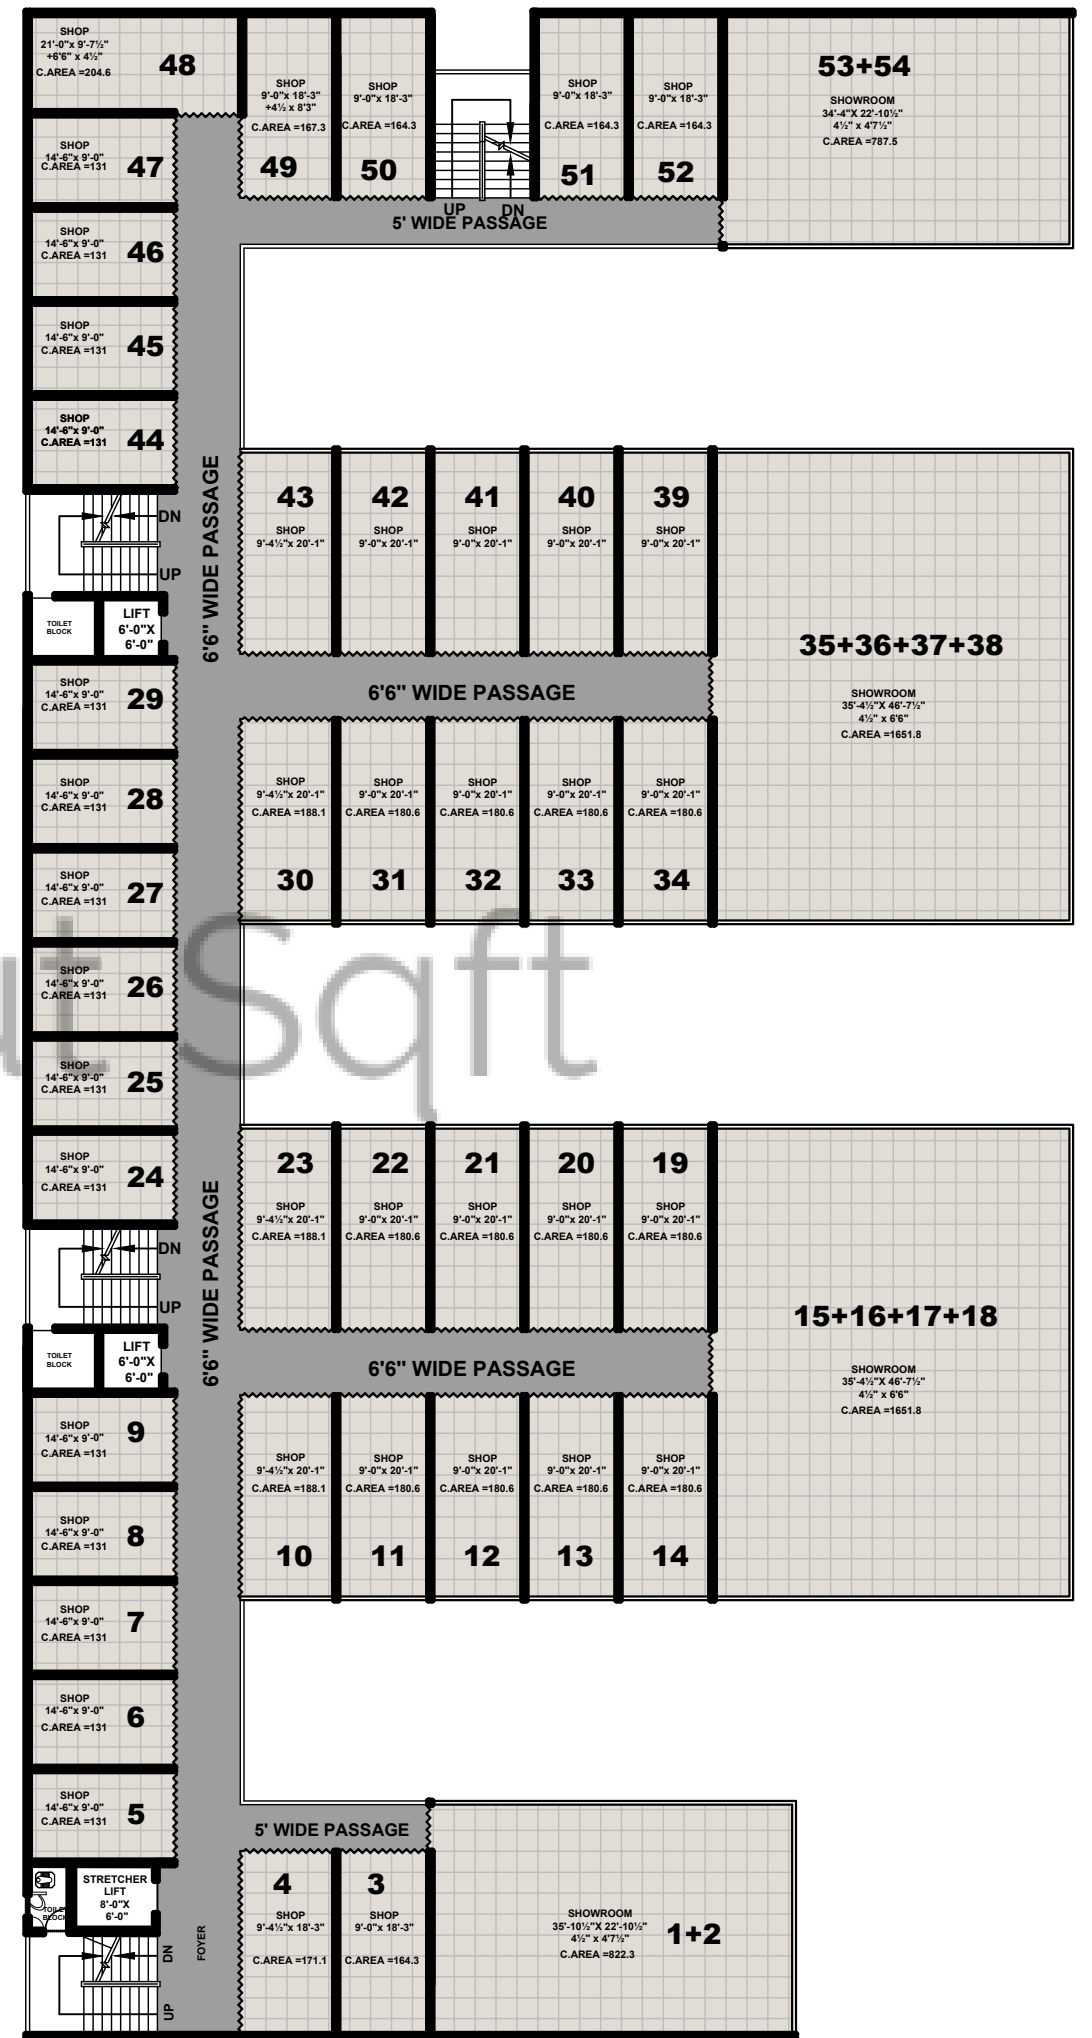 SHOP
21'-0"x 9'-7½"
+6'6" x 4½"
C.AREA =204.6
48
SHOP
9'-0"x 18'-3"
+4½ x 8'3"
C.AREA =167.3
49
SHOP
9'-0"x 18'-3"
C.AREA =164.3
50
SHOP
9'-0"x 18'-3"
C.AREA =164.3
51
SHOP
9'-0"x 18'-3"
C.AREA =164.3
52
53+54
SHOWROOM
34'-4"X 22'-10½"
4½" x 4'7½"
C.AREA =787.5
UP DN
5' WIDE PASSAGE
SHOP
14'-6"x 9'-0"
C.AREA =131
47
SHOP
14'-6"x 9'-0"
C.AREA =131
46
SHOP
14'-6"x 9'-0"
C.AREA =131
45
SHOP
14'-6"x 9'-0"
C.AREA =131
44
DN
UP
6'6" WIDE PASSAGE
TOILET
BLOCK
LIFT
6'-0"X
6'-0"
43
SHOP
9'-4½"x 20'-1"
42
SHOP
9'-0"x 20'-1"
41
SHOP
9'-0"x 20'-1"
40
SHOP
9'-0"x 20'-1"
39
SHOP
9'-0"x 20'-1"
35+36+37+38
SHOWROOM
35'-4½"X 46'-7½"
4½" x 6'6"
C.AREA =1651.8
6'6" WIDE PASSAGE
SHOP
14'-6"x 9'-0"
C.AREA =131
29
SHOP
14'-6"x 9'-0"
C.AREA =131
28
SHOP
14'-6"x 9'-0"
C.AREA =131
27
SHOP
14'-6"x 9'-0"
C.AREA =131
26
SHOP
14'-6"x 9'-0"
C.AREA =131
25
SHOP
14'-6"x 9'-0"
C.AREA =131
24
SHOP
9'-4½"x 20'-1"
C.AREA =188.1
30
SHOP
9'-0"x 20'-1"
C.AREA =180.6
31
SHOP
9'-0"x 20'-1"
C.AREA =180.6
32
SHOP
9'-0"x 20'-1"
C.AREA =180.6
33
SHOP
9'-0"x 20'-1"
C.AREA =180.6
34
Sqft
23
SHOP
9'-4½"x 20'-1"
C.AREA =188.1
22
SHOP
9'-0"x 20'-1"
C.AREA =180.6
21
SHOP
9'-0"x 20'-1"
C.AREA =180.6
20
SHOP
9'-0"x 20'-1"
C.AREA =180.6
19
SHOP
9'-0"x 20'-1"
C.AREA =180.6
DN
UP
6'6" WIDE PASSAGE
TOILET
BLOCK
LIFT
6'-0"X
6'-0"
15+16+17+18
SHOWROOM
35'-4½"X 46'-7½"
4½" x 6'6"
C.AREA =1651.8
6'6" WIDE PASSAGE
SHOP
14'-6"x 9'-0"
C.AREA =131
9
SHOP
14'-6"x 9'-0"
C.AREA =131
8
SHOP
14'-6"x 9'-0"
C.AREA =131
7
SHOP
14'-6"x 9'-0"
C.AREA =131
6
SHOP
14'-6"x 9'-0"
C.AREA =131
5
SHOP
9'-4½"x 20'-1"
C.AREA =188.1
10
SHOP
9'-0"x 20'-1"
C.AREA =180.6
11
SHOP
9'-0"x 20'-1"
C.AREA =180.6
12
SHOP
9'-0"x 20'-1"
C.AREA =180.6
13
SHOP
9'-0"x 20'-1"
C.AREA =180.6
14
5' WIDE PASSAGE
TOILET
BLOCK
STRETCHER
LIFT
8'-0"X
6'-0"
DN
UP
FOYER
4
SHOP
9'-4½"x 18'-3"
C.AREA =171.1
3
SHOP
9'-0"x 18'-3"
C.AREA =164.3
SHOWROOM
35'-10½"X 22'-10½"
4½" x 4'7½"
C.AREA =822.3
1+2